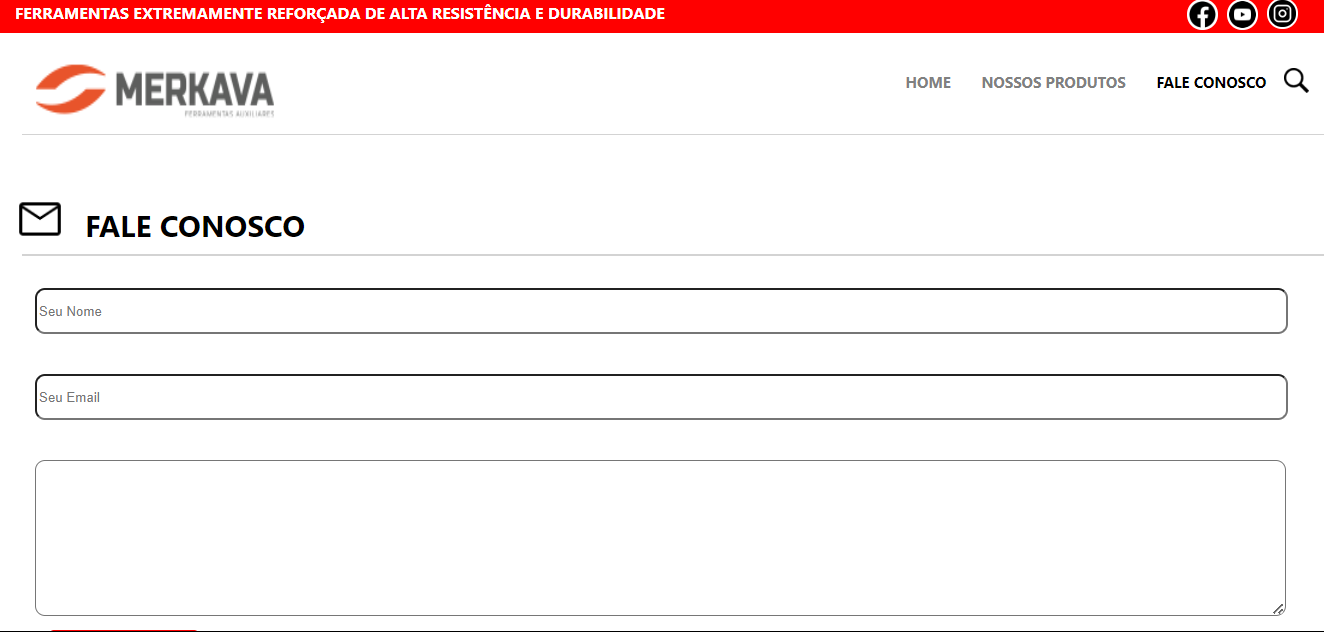 FERRAMENTAS EXTREMAMENTE REFORÇADA DE ALTA RESISTÊNCIA E DURABILIDADE
MERKAVA
FERRAMENTAS AUXILIARES
HOME NOSSOS PRODUTOS FALE CONOSCO
FALE CONOSCO
Seu Nome
Seu Email